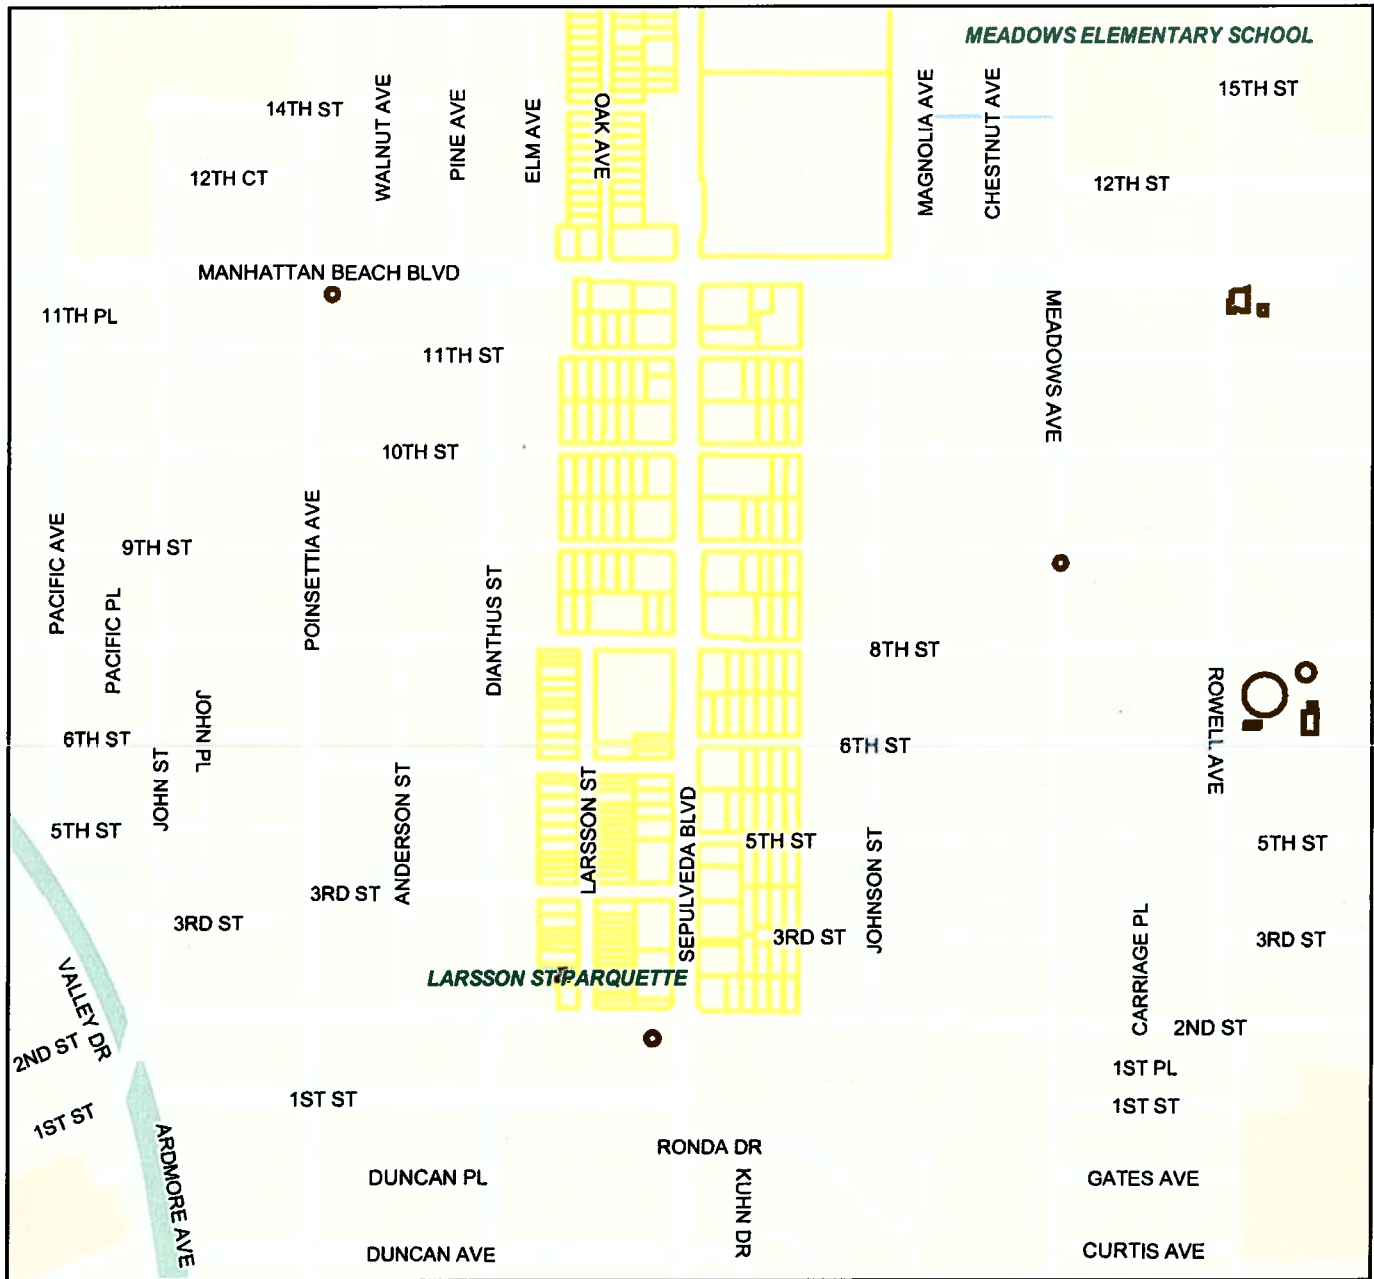 MEADOWS ELEMENTARY SCHOOL
15TH ST
14TH ST
WALNUT AVE
PINE AVE
ELM AVE
OAK AVE
MAGNOLIA AVE
CHESTNUT AVE
12TH CT
12TH ST
MANHATTAN BEACH BLVD
11TH PL
11TH ST
MEADOWS AVE
10TH ST
PACIFIC AVE
9TH ST
POINSETTIA AVE
PACIFIC PL
DIANTHUS ST
8TH ST
JOHN PL
ROWELL AVE
6TH ST
6TH ST
JOHN ST
ANDERSON ST
LARSSON ST
SEPULVEDA BLVD
5TH ST
5TH ST
5TH ST
JOHNSON ST
3RD ST
3RD ST
3RD ST
3RD ST
CARRIAGE PL
LARSSON ST PARQUETTE
VALLEY DR
2ND ST
2ND ST
1ST PL
1ST ST
1ST ST
1ST ST
ARDMORE AVE
RONDA DR
DUNCAN PL
KUHN DR
GATES AVE
DUNCAN AVE
CURTIS AVE